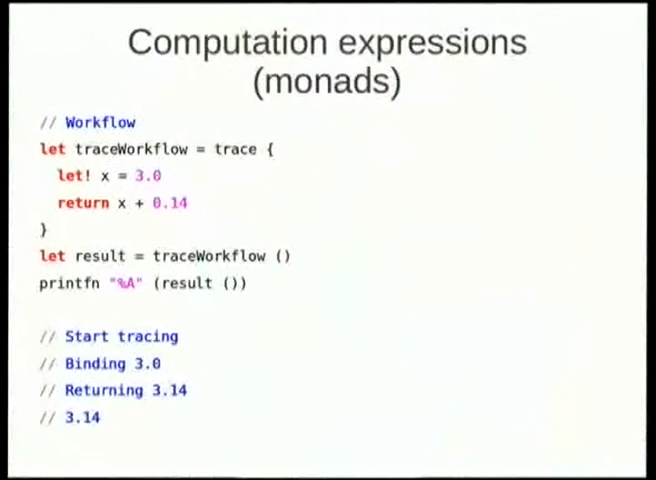 Computation expressions
(monads)
// Workflow
let traceWorkflow = trace {
let! x = 3.0
return x + 0.14
}
let result = traceWorkflow ()
printfn "%A" (result ())
// Start tracing
// Binding 3.0
// Returning 3.14
// 3.14